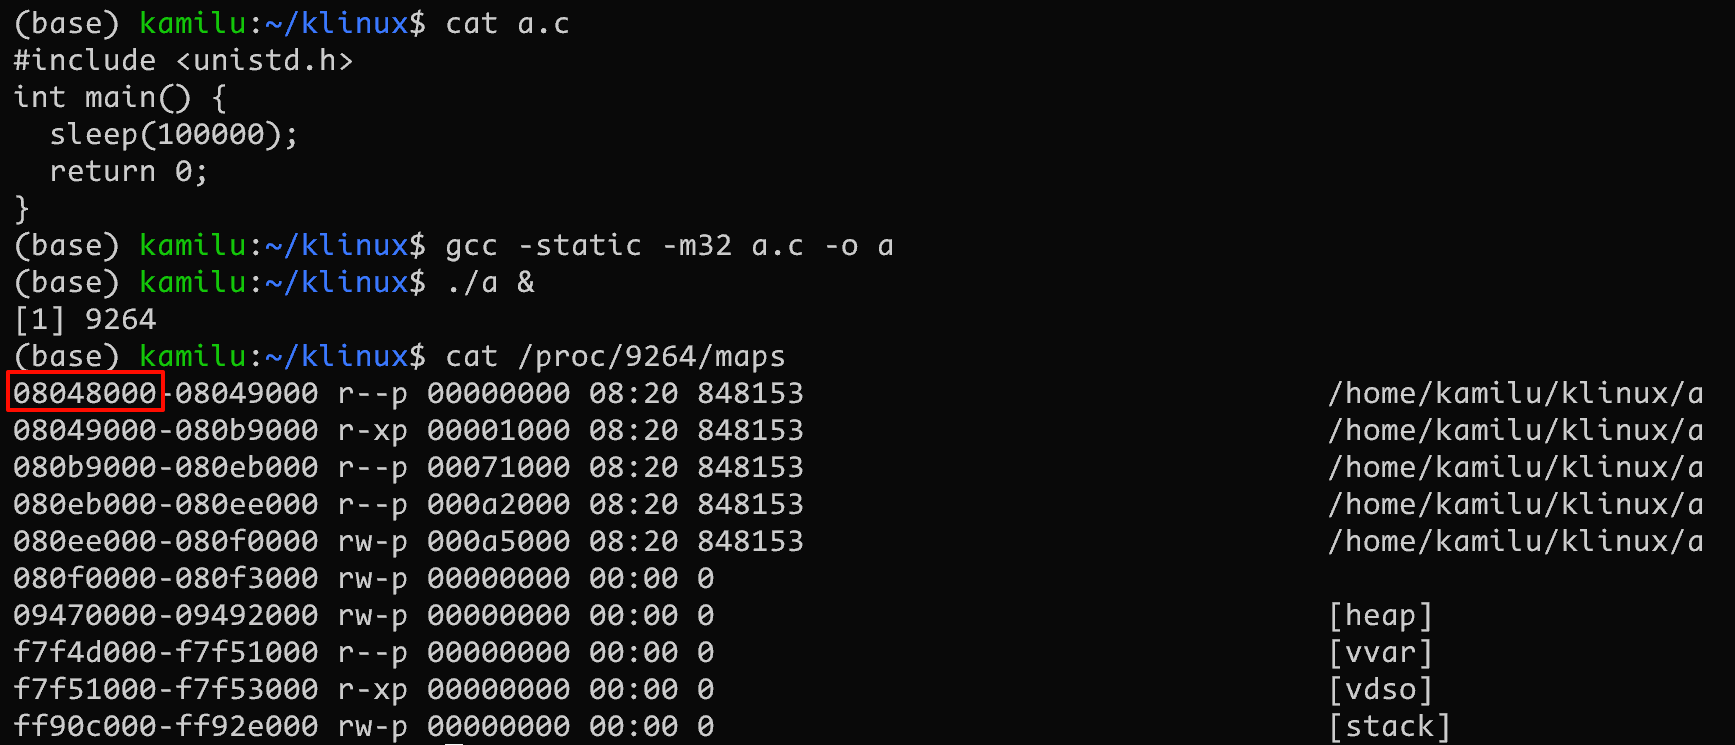 (base) kamilu:~/klinux$ cat a.c
#include <unistd.h>
int main() {
  sleep(100000);
  return 0;
}
(base) kamilu:~/klinux$ gcc -static -m32 a.c -o a
(base) kamilu:~/klinux$ ./a &
[1] 9264
(base) kamilu:~/klinux$ cat /proc/9264/maps
08048000-08049000 r--p 00000000 08:20 848153 /home/kamilu/klinux/a
08049000-080b9000 r-xp 00001000 08:20 848153 /home/kamilu/klinux/a
080b9000-080eb000 r--p 00071000 08:20 848153 /home/kamilu/klinux/a
080eb000-080ee000 r--p 000a2000 08:20 848153 /home/kamilu/klinux/a
080ee000-080f0000 rw-p 000a5000 08:20 848153 /home/kamilu/klinux/a
080f0000-080f3000 rw-p 00000000 00:00 0
09470000-09492000 rw-p 00000000 00:00 0 [heap]
f7f4d000-f7f51000 r--p 00000000 00:00 0 [vvar]
f7f51000-f7f53000 r-xp 00000000 00:00 0 [vdso]
ff90c000-ff92e000 rw-p 00000000 00:00 0 [stack]